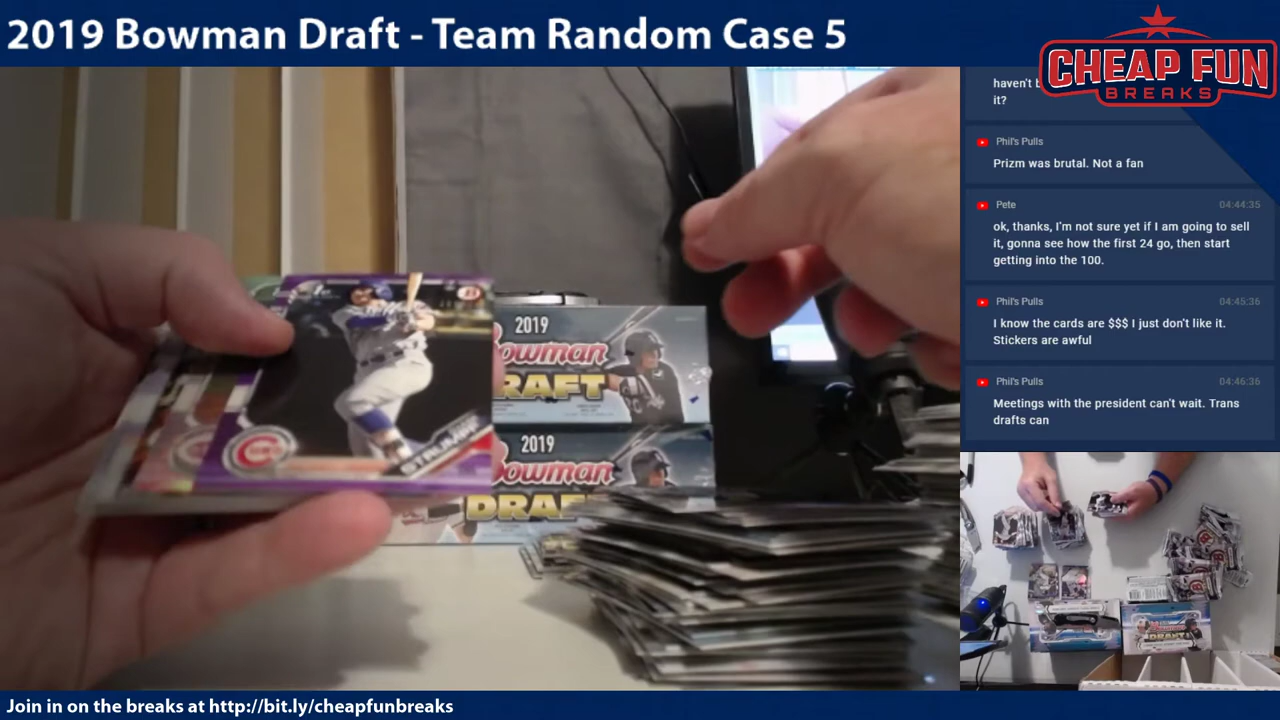 2019 Bowman Draft - Team Random Case 5
CHEAP FUN
BREAKS
it?
Phil's Pulls
Prizm was brutal. Not a fan
Pete 04:44:35
ok, thanks, I'm not sure yet if I am going to sell
it, gonna see how the first 24 go, then start
getting into the 100.
Phil's Pulls 04:45:36
I know the cards are $$$ I just don't like it.
Stickers are awful
Phil's Pulls 04:46:36
Meetings with the president can't wait. Trans
drafts can
2019
Bowman
DRAFT
2019
Bowman
DRAFT
STRUMPF
Join in on the breaks at http://bit.ly/cheapfunbreaks